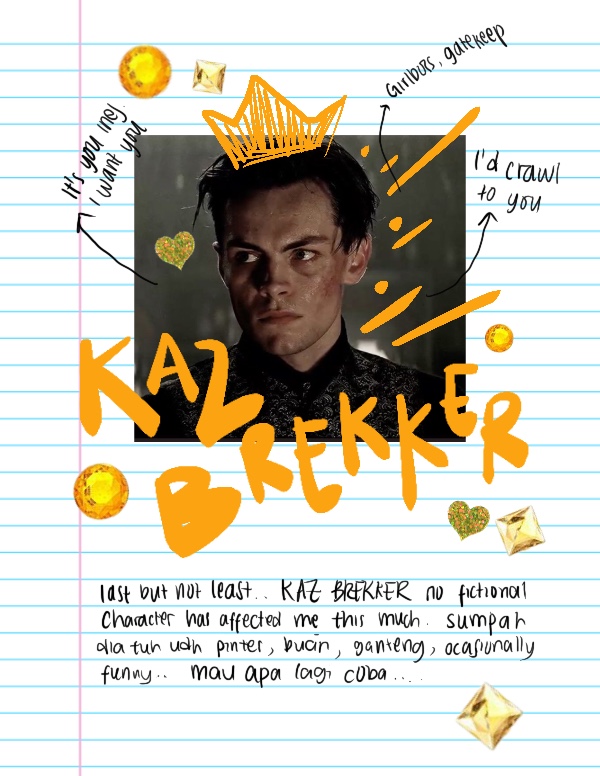 Girlboss, gatekeep
It's you inej.
i want you
I'd crawl
to you
KAZ
BREKKER
last but not least.. KAZ BREKKER no fictional
Character has affected me this much. sumpah
dia tuh udh pinter, bucin, ganteng, ocasionally
funny.. mau apa lagi coba....